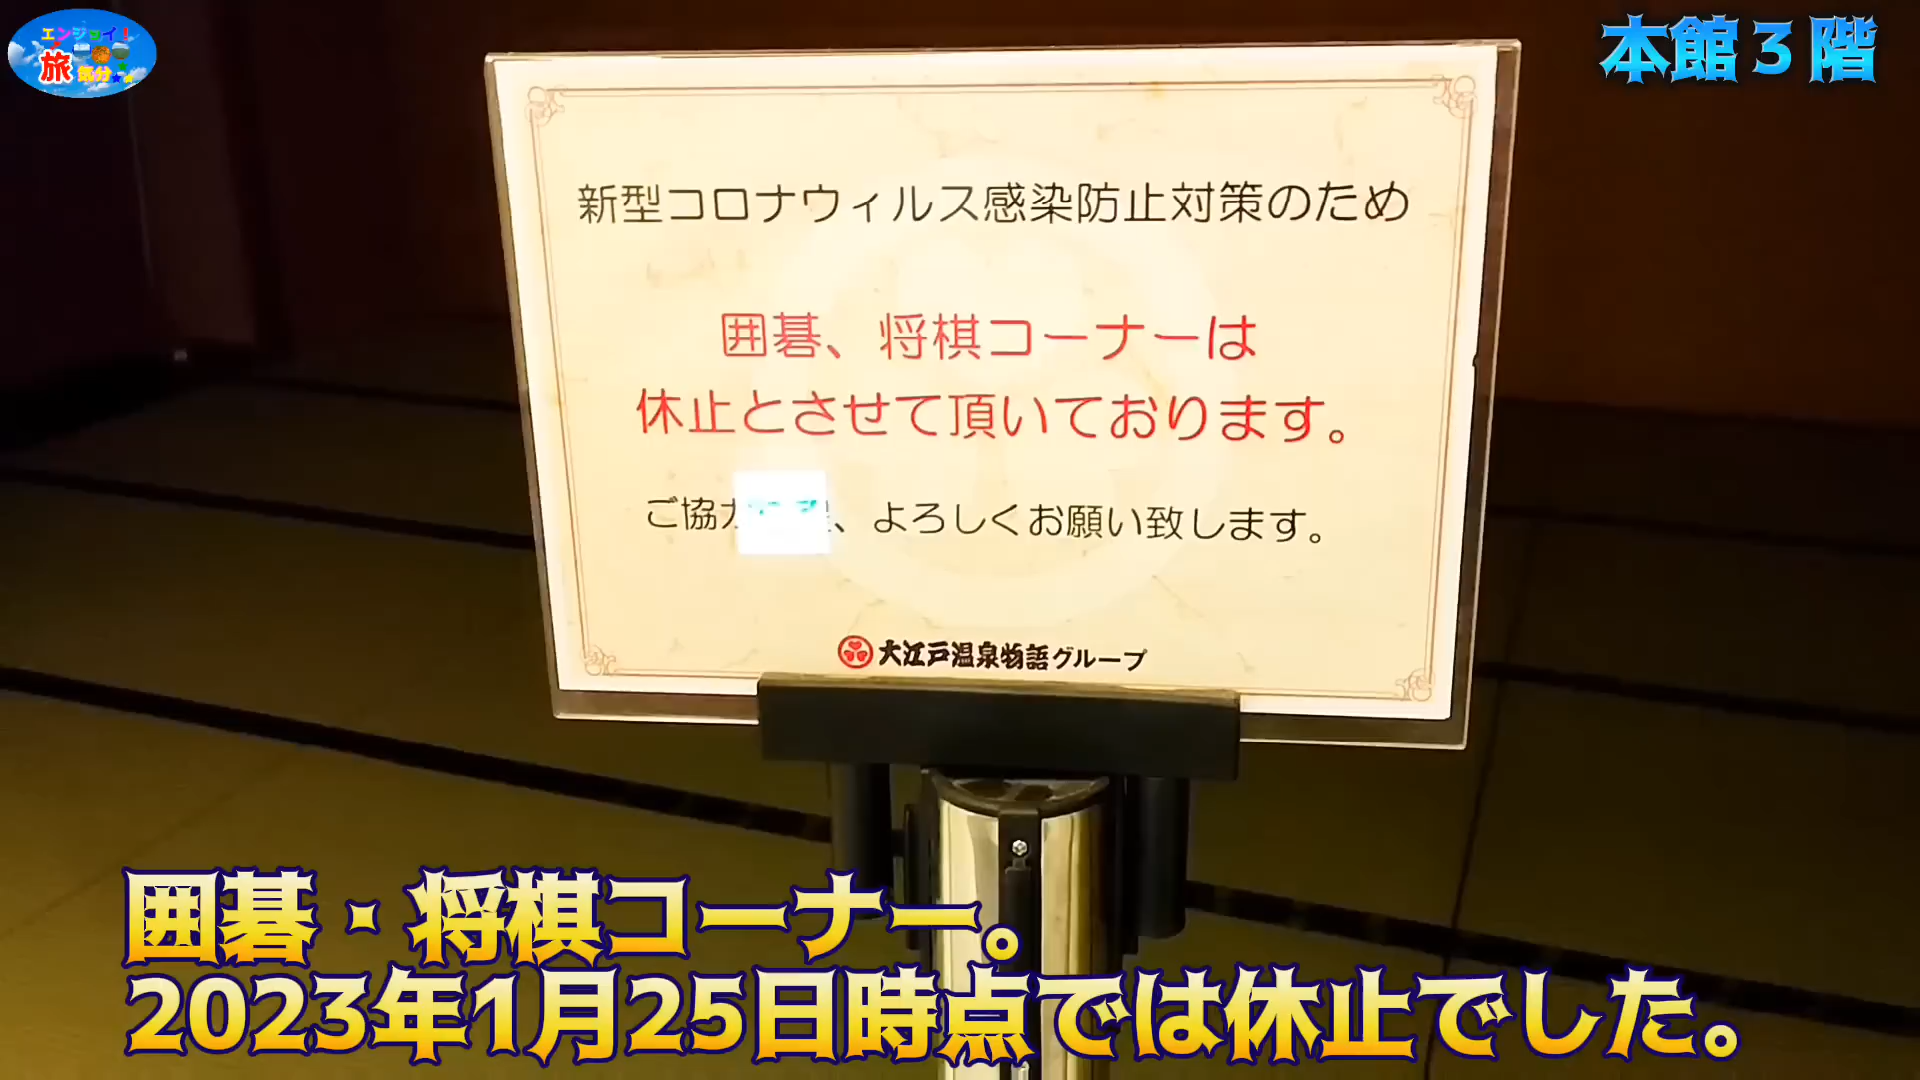 エンジョイ！
旅気分
本館3階
新型コロナウィルス感染防止対策のため
囲碁、将棋コーナーは
休止とさせて頂いております。
ご協力、よろしくお願い致します。
大江戸温泉物語グループ
囲碁・将棋コーナー。
2023年1月25日時点では休止でした。